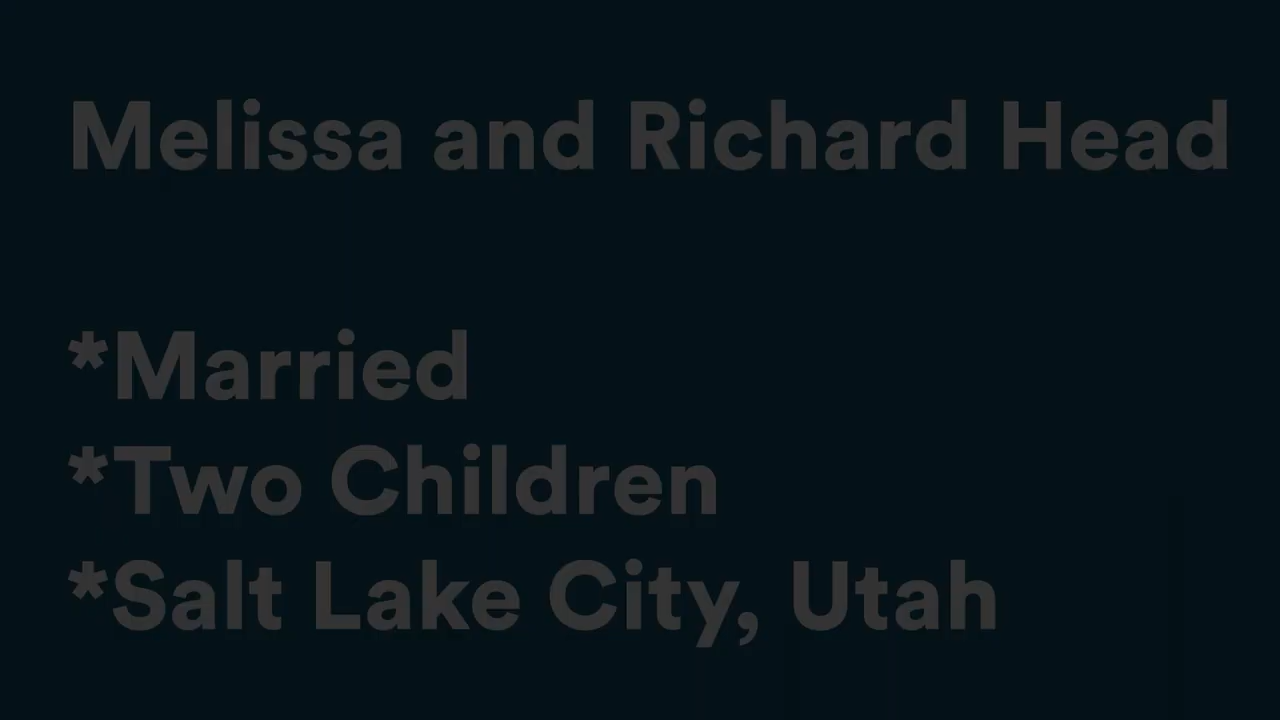 Melissa and Richard Head
*Married
*Two Children
*Salt Lake City, Utah